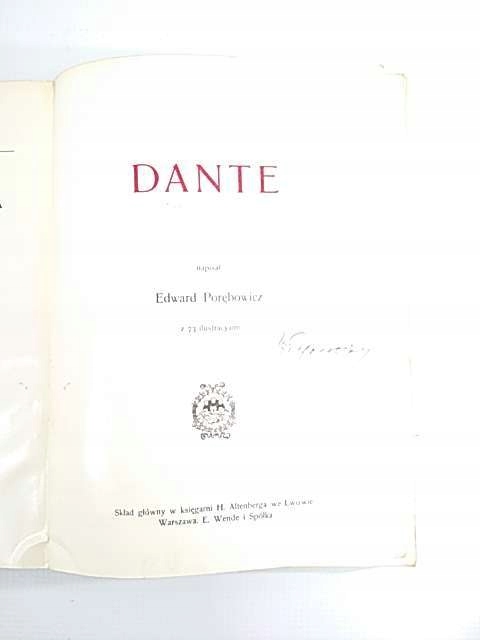 DANTE
napisał
Edward Porębowicz
z 73 ilustracyami
Skład główny w księgarni H. Altenberga we Lwowie
Warszawa, E. Wende i Spółka